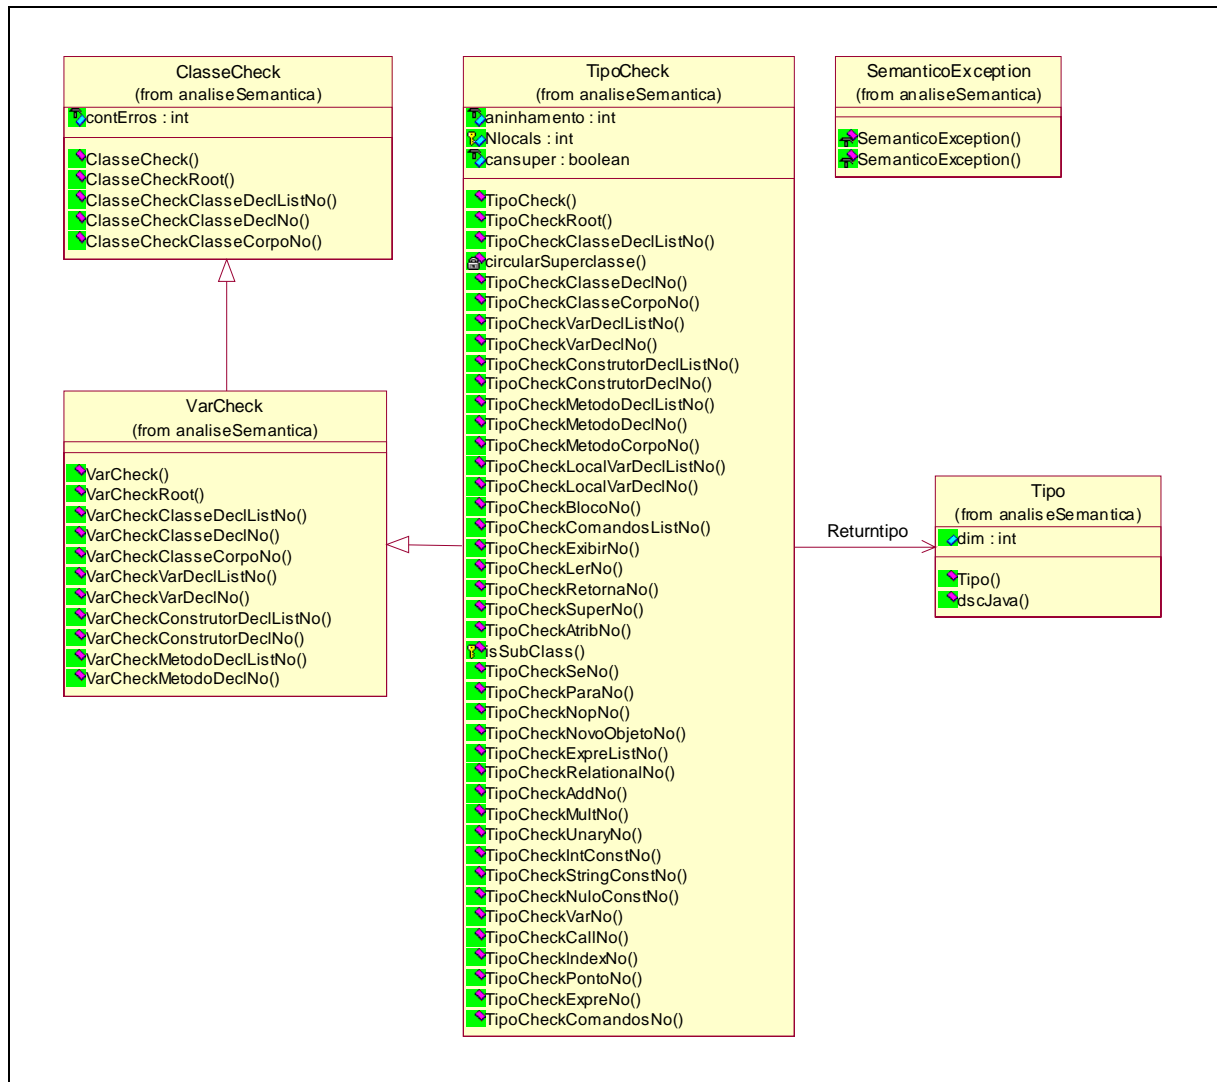 ClasseCheck
(from analiseSemantica)
contErros : int
ClasseCheck()
ClasseCheckRoot()
ClasseCheckClasseDeclListNo()
ClasseCheckClasseDeclNo()
ClasseCheckClasseCorpoNo()
VarCheck
(from analiseSemantica)
VarCheck()
VarCheckRoot()
VarCheckClasseDeclListNo()
VarCheckClasseDeclNo()
VarCheckClasseCorpoNo()
VarCheckVarDeclListNo()
VarCheckVarDeclNo()
VarCheckConstrutorDeclListNo()
VarCheckConstrutorDeclNo()
VarCheckMetodoDeclListNo()
VarCheckMetodoDeclNo()
TipoCheck
(from analiseSemantica)
aninhamento : int
Nlocals : int
cansuper : boolean
TipoCheck()
TipoCheckRoot()
TipoCheckClasseDeclListNo()
circularSuperclasse()
TipoCheckClasseDeclNo()
TipoCheckClasseCorpoNo()
TipoCheckVarDeclListNo()
TipoCheckVarDeclNo()
TipoCheckConstrutorDeclListNo()
TipoCheckConstrutorDeclNo()
TipoCheckMetodoDeclListNo()
TipoCheckMetodoDeclNo()
TipoCheckMetodoCorpoNo()
TipoCheckLocalVarDeclListNo()
TipoCheckLocalVarDeclNo()
TipoCheckBlocoNo()
TipoCheckComandosListNo()
TipoCheckExibirNo()
TipoCheckLerNo()
TipoCheckRetornaNo()
TipoCheckSuperNo()
TipoCheckAtribNo()
isSubClass()
TipoCheckSeNo()
TipoCheckParaNo()
TipoCheckNopNo()
TipoCheckNovoObjetoNo()
TipoCheckExpreListNo()
TipoCheckRelationalNo()
TipoCheckAddNo()
TipoCheckMultNo()
TipoCheckUnaryNo()
TipoCheckIntConstNo()
TipoCheckStringConstNo()
TipoCheckNuloConstNo()
TipoCheckVarNo()
TipoCheckCallNo()
TipoCheckIndexNo()
TipoCheckPontoNo()
TipoCheckExpreNo()
TipoCheckComandosNo()
SemanticoException
(from analiseSemantica)
SemanticoException()
SemanticoException()
Returntipo
Tipo
(from analiseSemantica)
dim : int
Tipo()
dscJava()